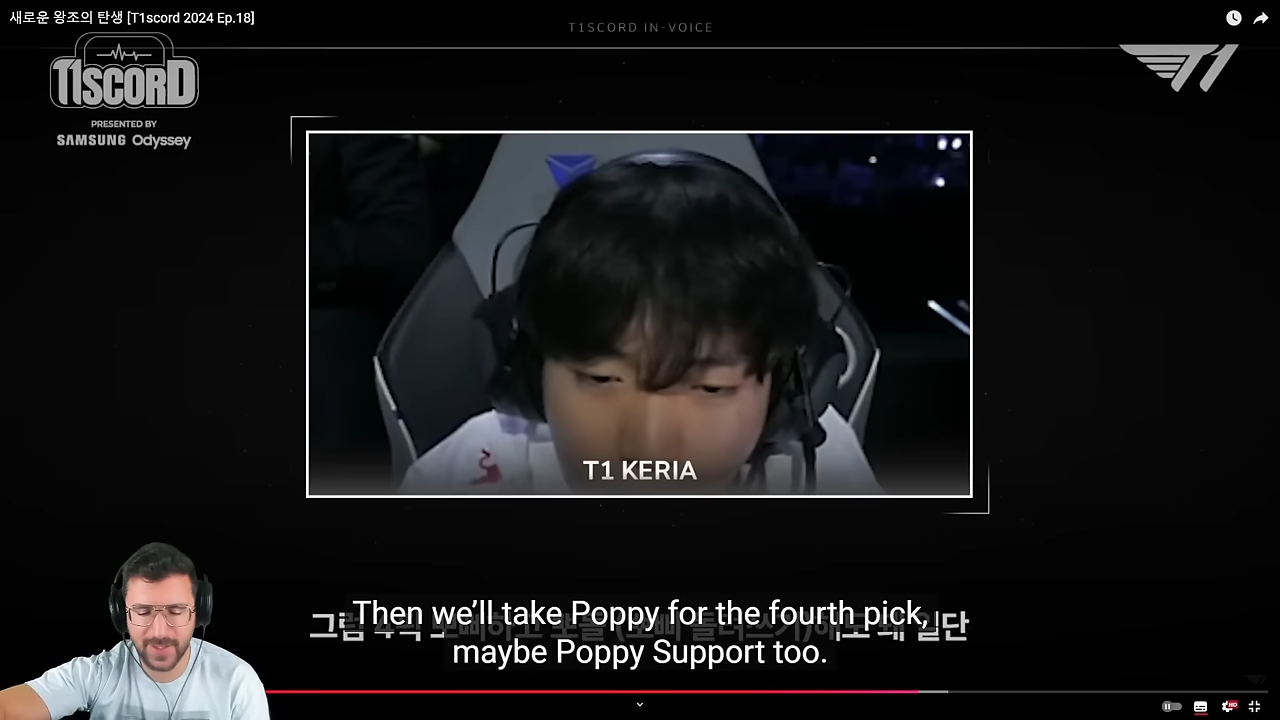 새로운 왕조의 탄생 [T1scord 2024 Ep.18]
T1SCORD IN-VOICE
T1SCORD
PRESENTED BY
SAMSUNG Odyssey
T1
T1 KERIA
Then we’ll take Poppy for the fourth pick,
maybe Poppy Support too.
HD